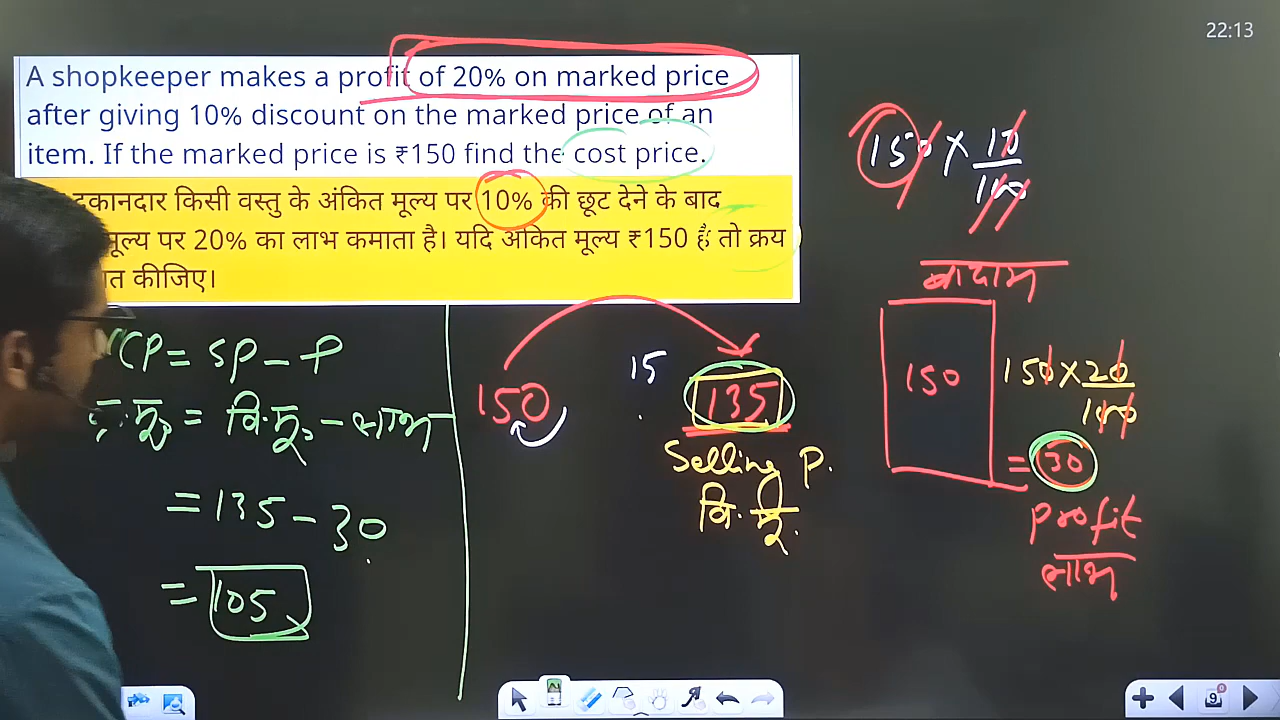 22:13
A shopkeeper makes a profit of 20% on marked price
after giving 10% discount on the marked price of an
item. If the marked price is ₹150 find the cost price.
दुकानदार किसी वस्तु के अंकित मूल्य पर 10% की छूट देने के बाद
मूल्य पर 20% का लाभ कमाता है। यदि अंकित मूल्य ₹150 है तो क्रय
कीजिए।
150 × 10/100
बादाम
150
150 × 20/100
= 30
Profit
लाभ
CP = SP - P
= वि.मू. - लाभ
= 135 - 30
= 105
150
15
135
Selling P.
वि. मू.
9